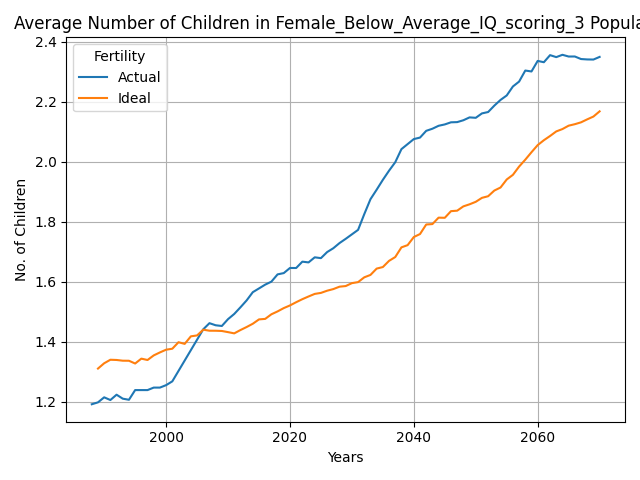 Average Number of Children in Female_Below_Average_IQ_scoring_3 Popula
Fertility
Actual
Ideal
2.4
2.2
2.0
1.8
1.6
1.4
1.2
No. of Children
2000
2020
2040
2060
Years